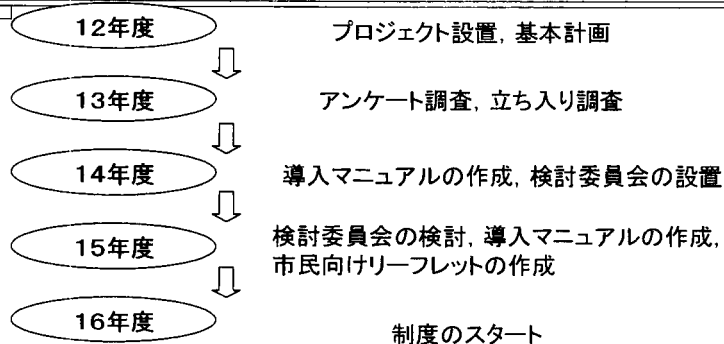 12年度
プロジェクト設置, 基本計画
13年度
アンケート調査, 立ち入り調査
14年度
導入マニュアルの作成, 検討委員会の設置
15年度
検討委員会の検討, 導入マニュアルの作成,
市民向けリーフレットの作成
16年度
制度のスタート